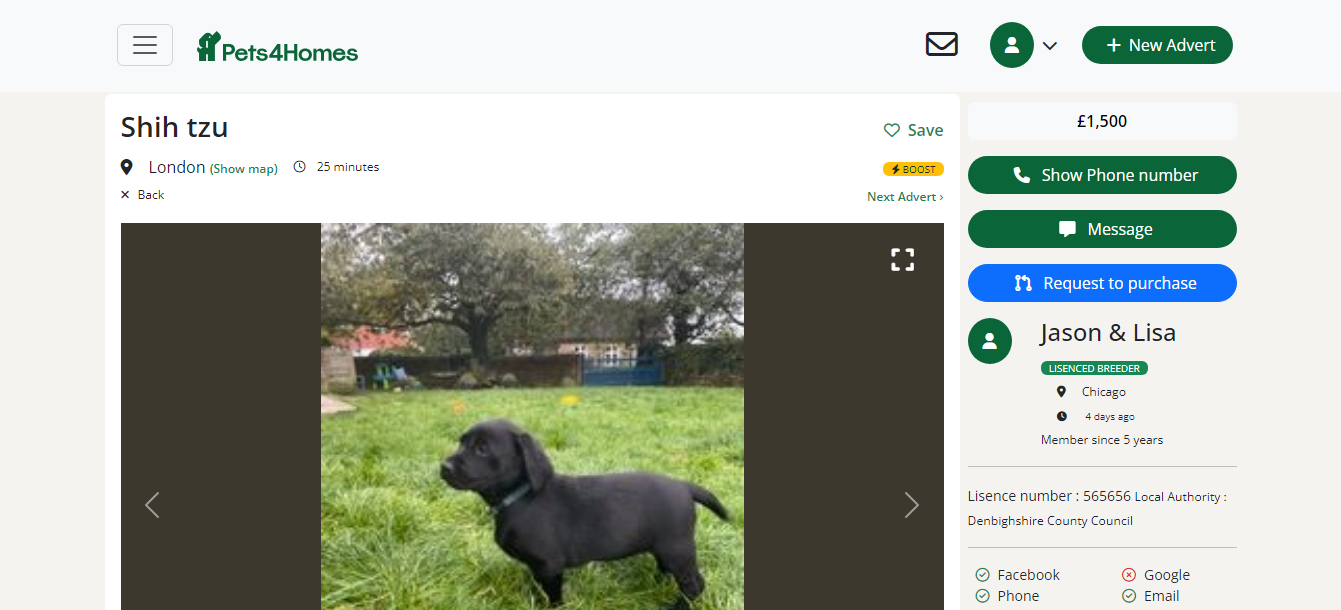 Pets4Homes
New Advert
Shih tzu
Save
London (Show map) 25 minutes
BOOST
Back
Next Advert ›
£1,500
Show Phone number
Message
Request to purchase
Jason & Lisa
LISENCED BREEDER
Chicago
4 days ago
Member since 5 years
Lisence number : 565656 Local Authority :
Denbighshire County Council
Facebook Google
Phone Email